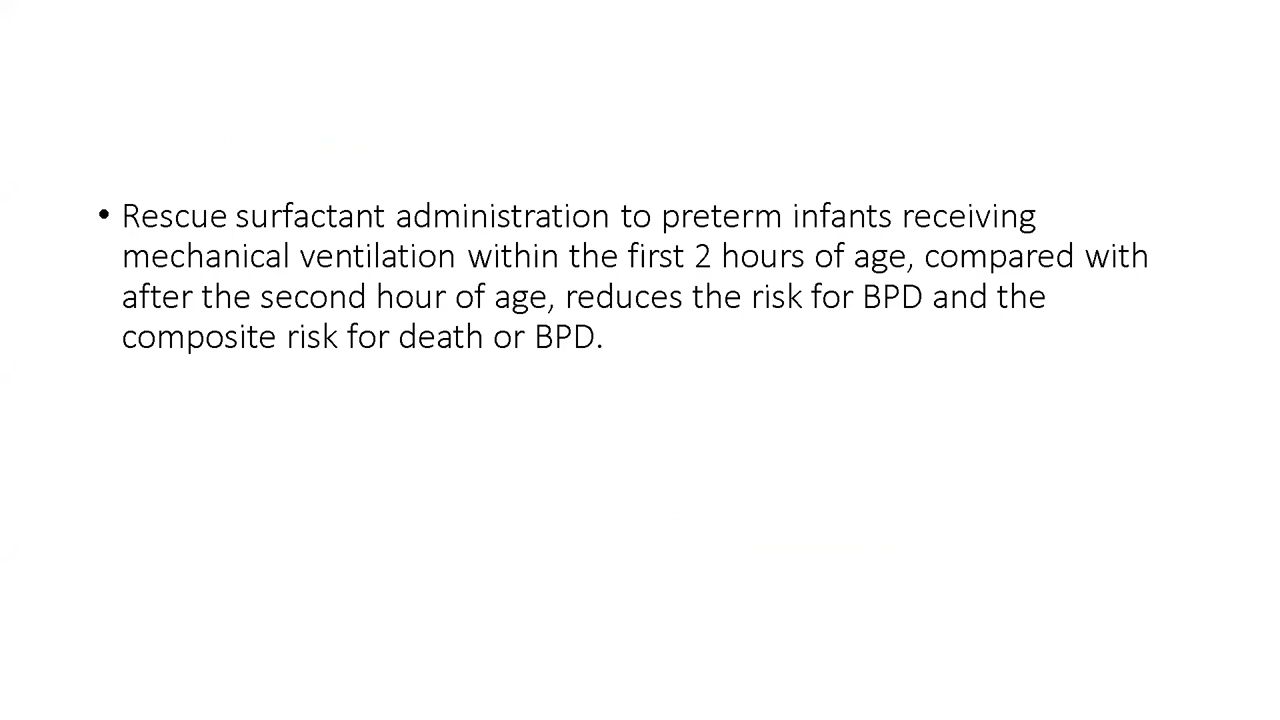 • Rescue surfactant administration to preterm infants receiving
mechanical ventilation within the first 2 hours of age, compared with
after the second hour of age, reduces the risk for BPD and the
composite risk for death or BPD.